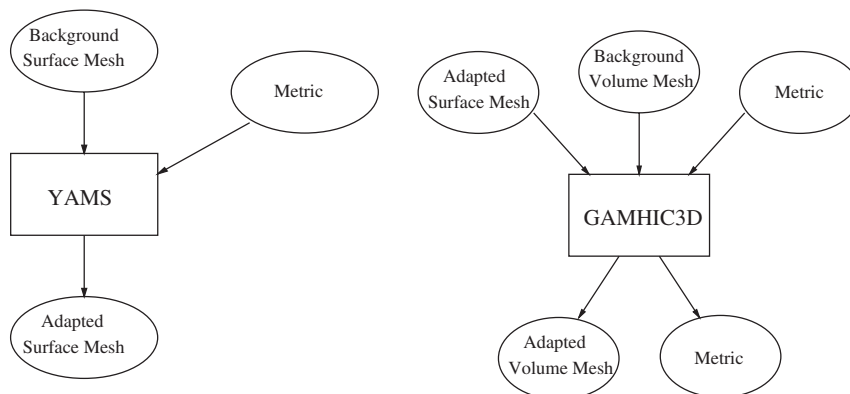 Background
Surface Mesh
Metric
YAMS
Adapted
Surface Mesh
Adapted
Surface Mesh
Background
Volume Mesh
Metric
GAMHIC3D
Adapted
Volume Mesh
Metric